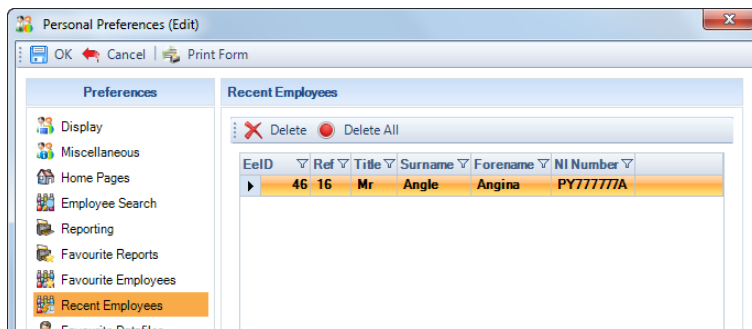 Personal Preferences (Edit)
x
OK Cancel Print Form
Preferences
Display
Miscellaneous
Home Pages
Employee Search
Reporting
Favourite Reports
Favourite Employees
Recent Employees
Recent Employees
Delete Delete All
EeID Ref Title Surname Forename NI Number
46 16 Mr Angle Angina PY777777A